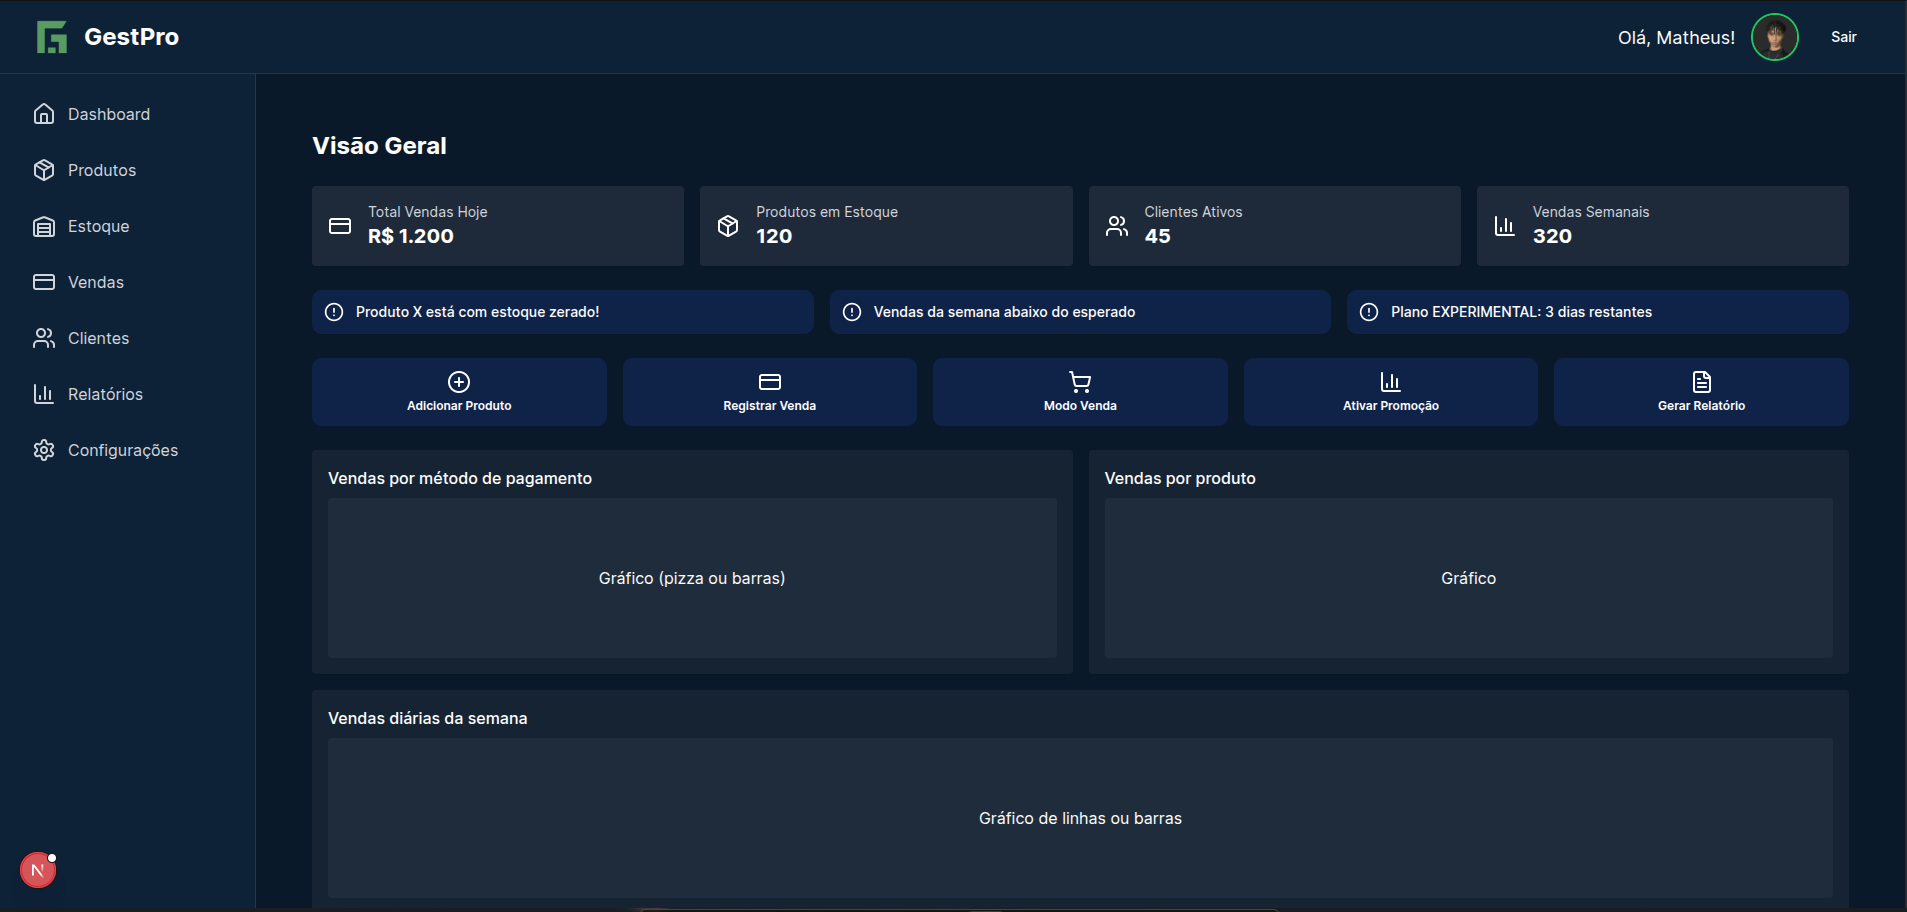 GestPro
Olá, Matheus!
Sair
Dashboard
Produtos
Estoque
Vendas
Clientes
Relatórios
Configurações
Visão Geral
Total Vendas Hoje
R$ 1.200
Produtos em Estoque
120
Clientes Ativos
45
Vendas Semanais
320
Produto X está com estoque zerado!
Vendas da semana abaixo do esperado
Plano EXPERIMENTAL: 3 dias restantes
Adicionar Produto
Registrar Venda
Modo Venda
Ativar Promoção
Gerar Relatório
Vendas por método de pagamento
Gráfico (pizza ou barras)
Vendas por produto
Gráfico
Vendas diárias da semana
Gráfico de linhas ou barras
N